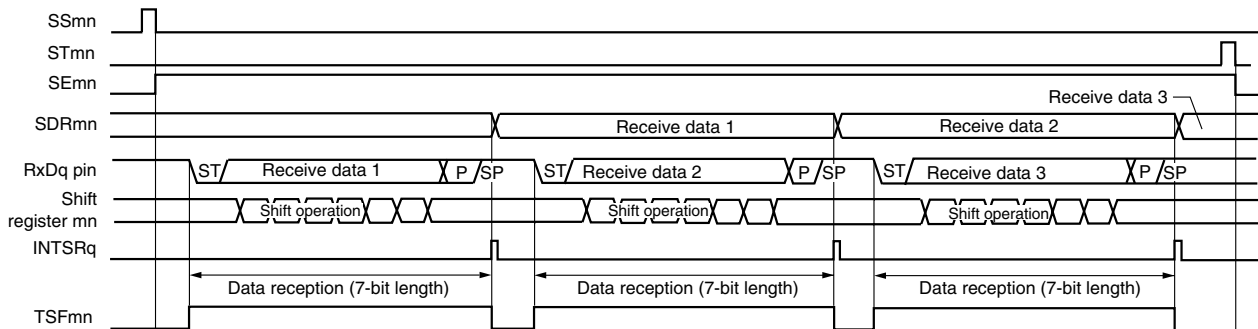 SSmn
STmn
SEmn
Receive data 3
SDRmn
Receive data 1
Receive data 2
RxDq pin
ST
Receive data 1
P
SP
ST
Receive data 2
P
SP
ST
Receive data 3
P
SP
Shift
register mn
Shift operation
Shift operation
Shift operation
INTSRq
Data reception (7-bit length)
Data reception (7-bit length)
Data reception (7-bit length)
TSFmn